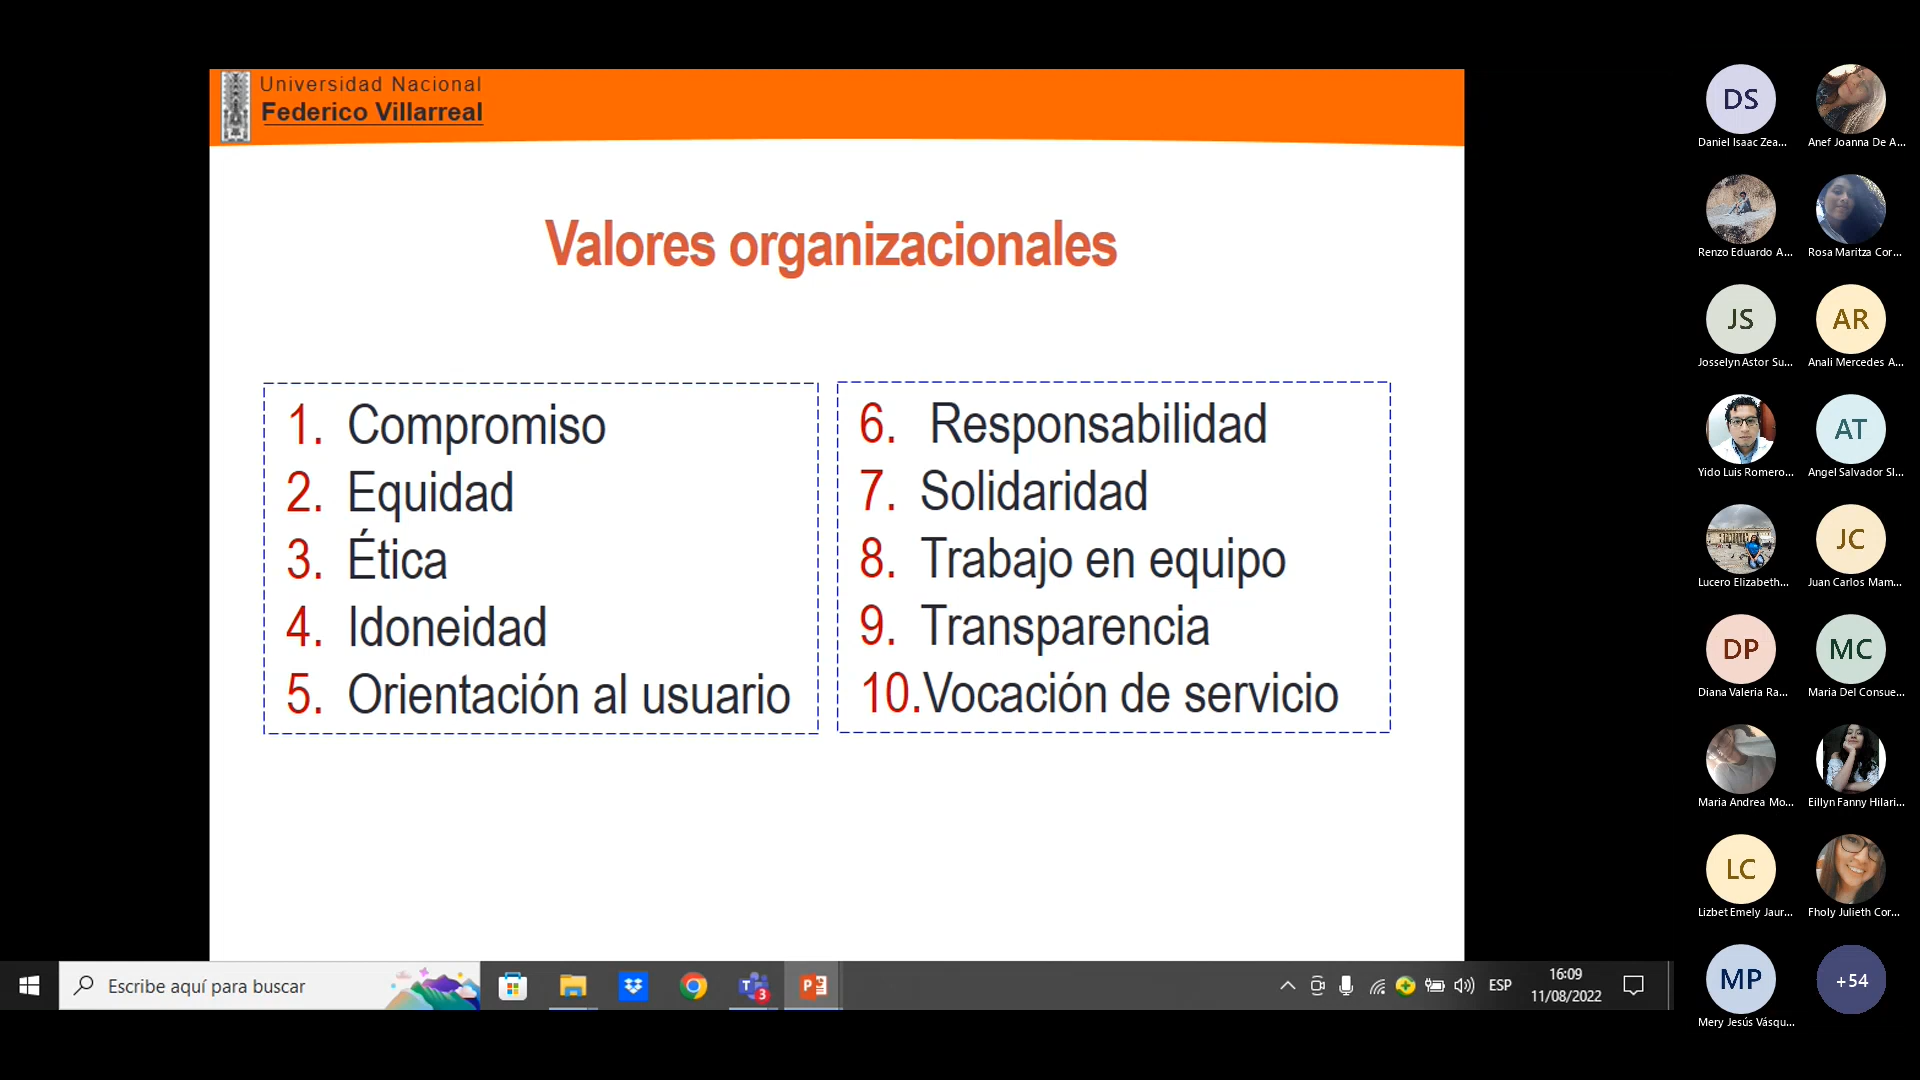 Universidad Nacional
Federico Villarreal
Valores organizacionales
1. Compromiso
2. Equidad
3. Ética
4. Idoneidad
5. Orientación al usuario
6. Responsabilidad
7. Solidaridad
8. Trabajo en equipo
9. Transparencia
10.Vocación de servicio
DS
Daniel Isaac Zea...
Anef Joanna De A...
Renzo Eduardo A...
Rosa Maritza Cor...
JS
Josselyn Astor Su...
AR
Anali Mercedes A...
Yido Luis Romero...
AT
Angel Salvador Sl...
Lucero Elizabeth...
JC
Juan Carlos Mam...
DP
Diana Valeria Ra...
MC
Maria Del Consue...
Maria Andrea Mo...
Eillyn Fanny Hilari...
LC
Lizbet Emely Jaur...
Fholy Julieth Cor...
MP
Mery Jesús Vásqu...
+54
Escribe aquí para buscar
3
ESP
16:09
11/08/2022